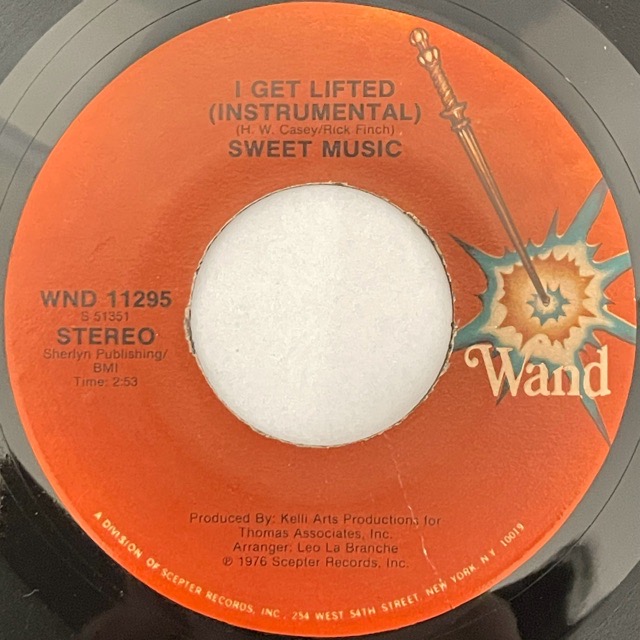 I GET LIFTED
(INSTRUMENTAL)
(H. W. Casey/Rick Finch)
SWEET MUSIC
WND 11295
S 51351
STEREO
Sherlyn Publishing/
BMI
Time: 2:53
Wand
Produced By: Kelli Arts Productions for
Thomas Associates, Inc.
Arranger: Leo La Branche
℗ 1976 Scepter Records, Inc.
A DIVISION OF SCEPTER RECORDS, INC., 254 WEST 54TH STREET, NEW YORK, N.Y. 10019